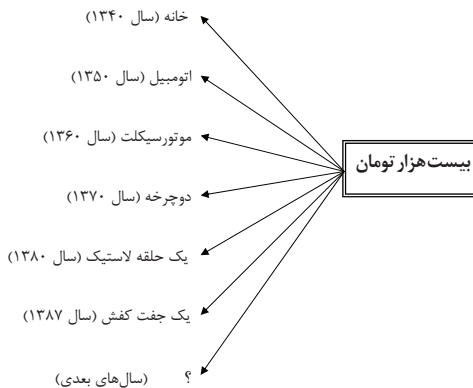 خانه (سال ۱۳۴۰)
اتومبیل (سال ۱۳۵۰)
موتورسیکلت (سال ۱۳۶۰)
بیست‌هزار تومان
دوچرخه (سال ۱۳۷۰)
یک حلقه لاستیک (سال ۱۳۸۰)
یک جفت کفش (سال ۱۳۸۷)
؟ (سال‌های بعدی)